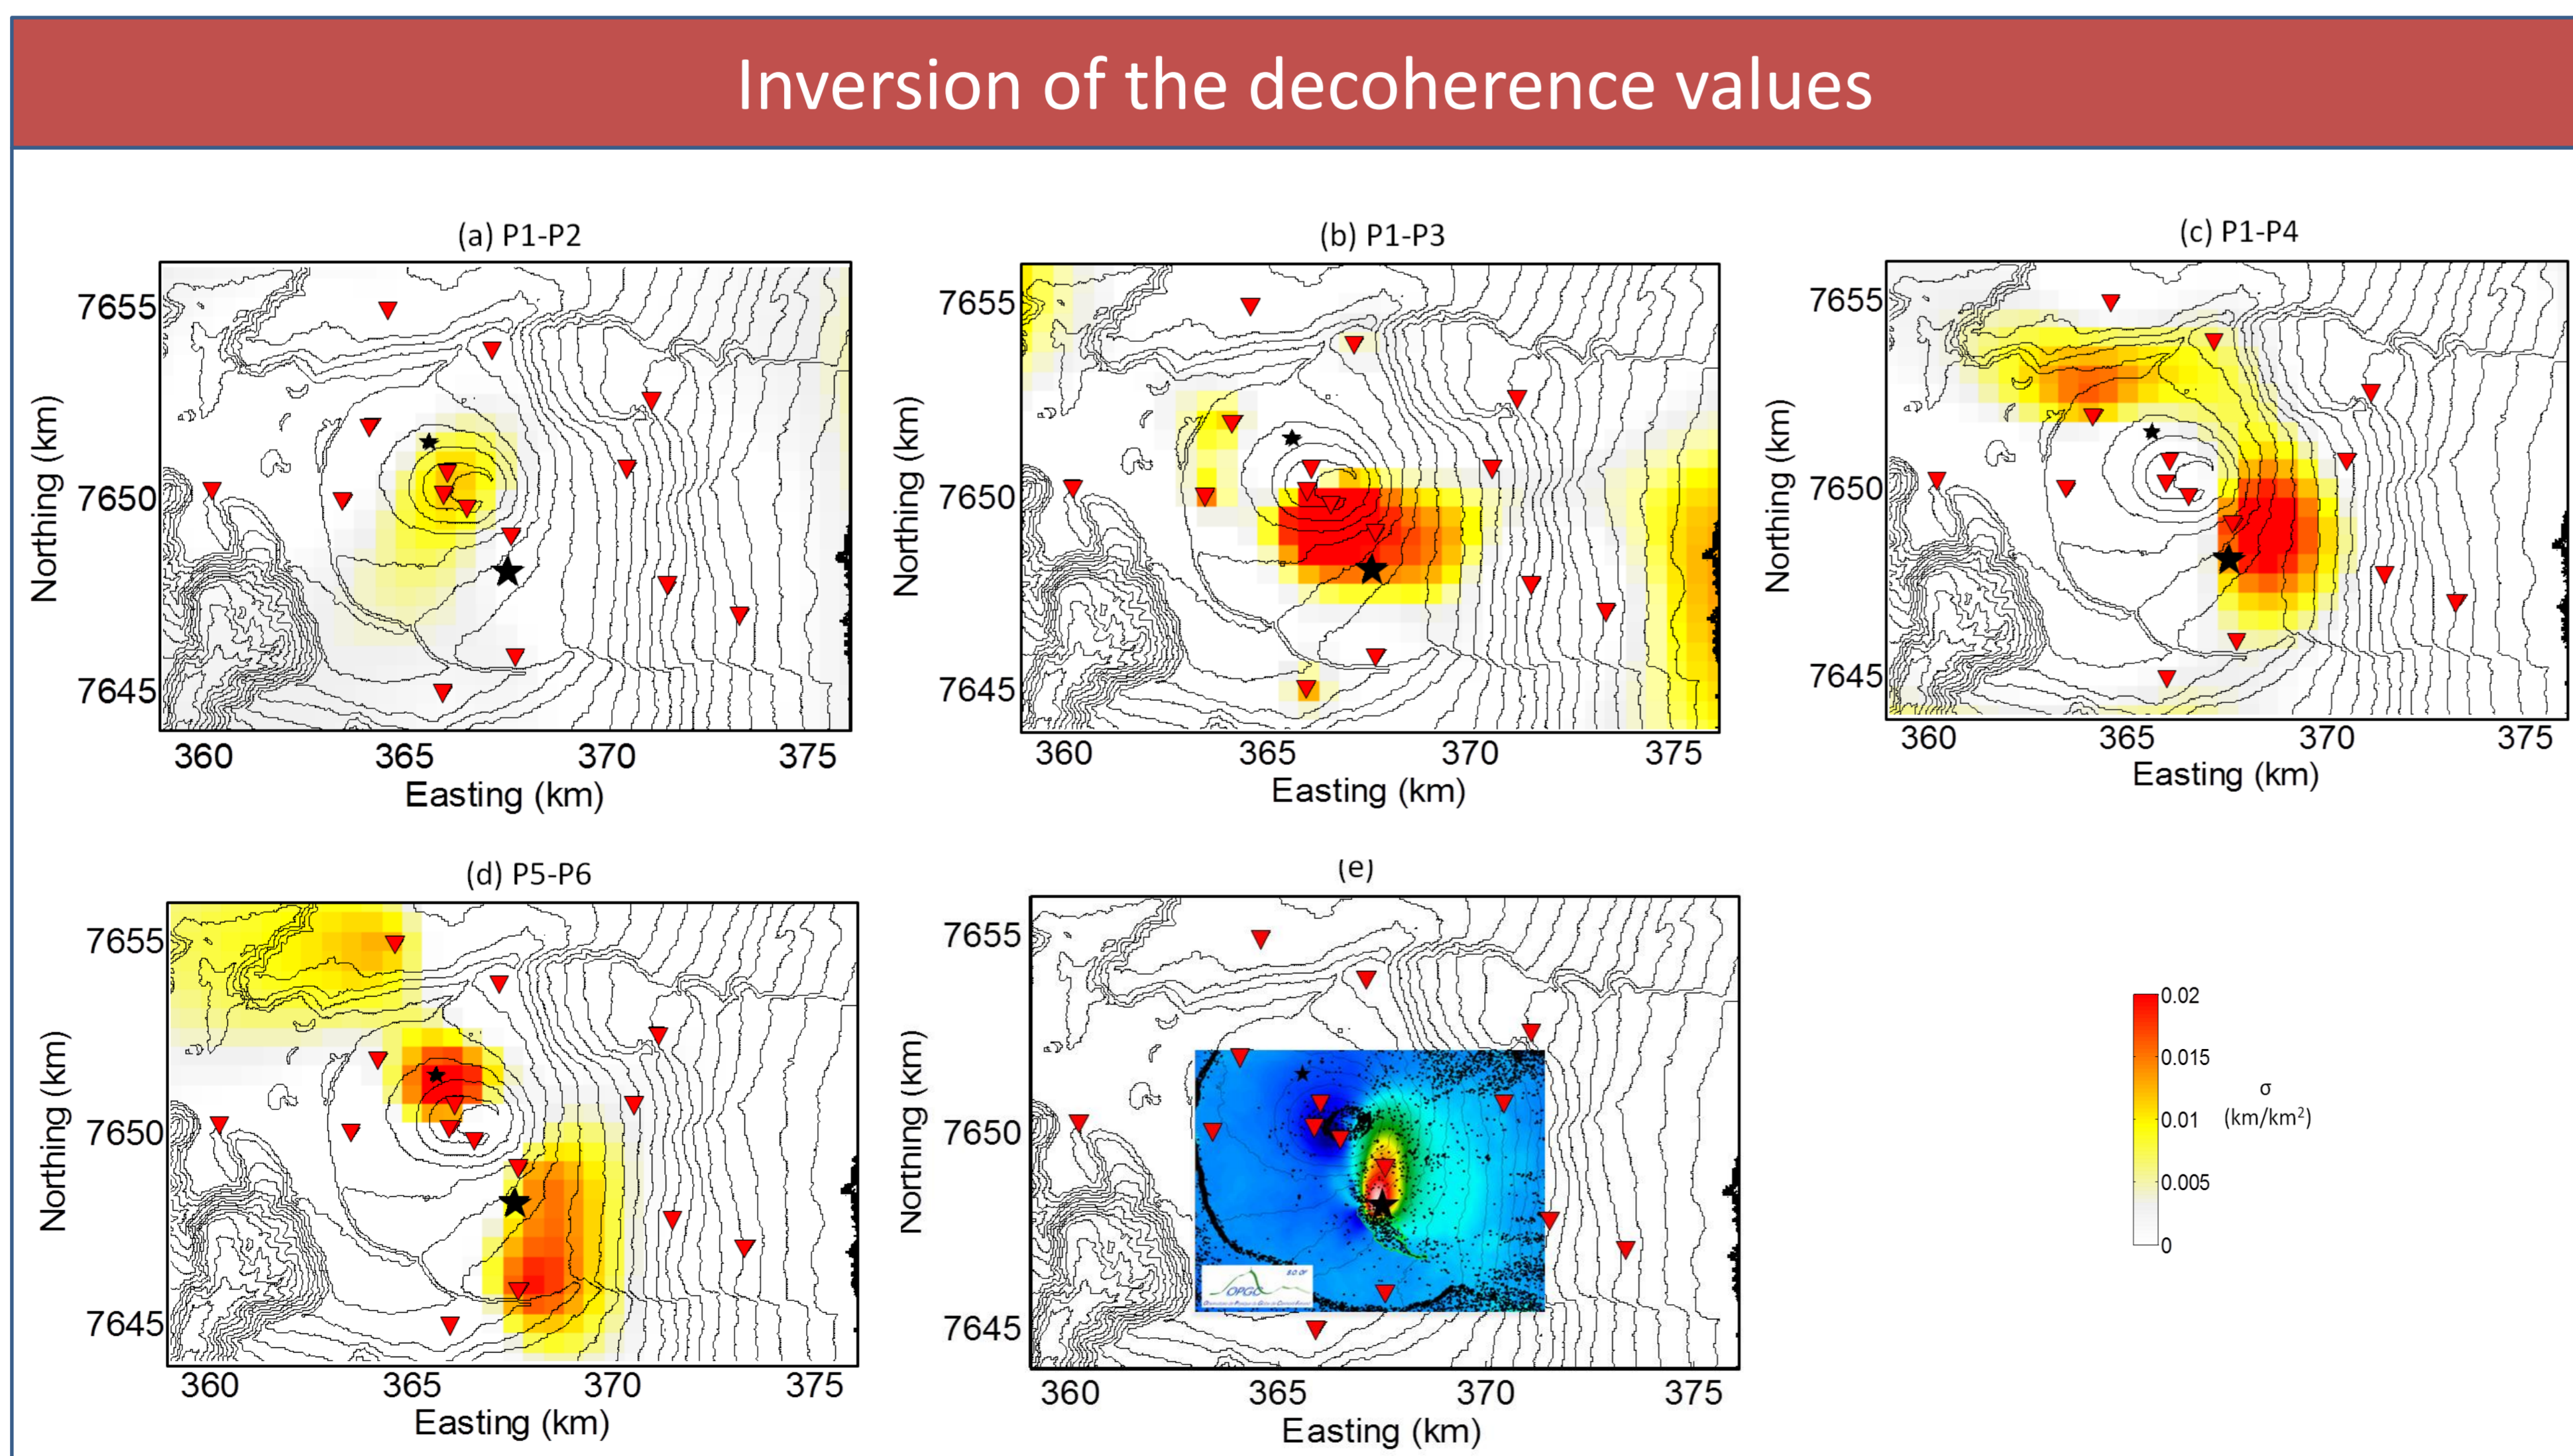 Inversion of the decoherence values
(a) P1-P2
(b) P1-P3
(c) P1-P4
7655
7650
7645
Northing (km)
360 365 370 375
Easting (km)
7655
7650
7645
Northing (km)
360 365 370 375
Easting (km)
7655
7650
7645
Northing (km)
360 365 370 375
Easting (km)
(d) P5-P6
(e)
7655
7650
7645
Northing (km)
360 365 370 375
Easting (km)
7655
7650
7645
Northing (km)
OPGC
360 365 370 375
Easting (km)
0.02
0.015
0.01
0.005
0
σ
(km/km²)